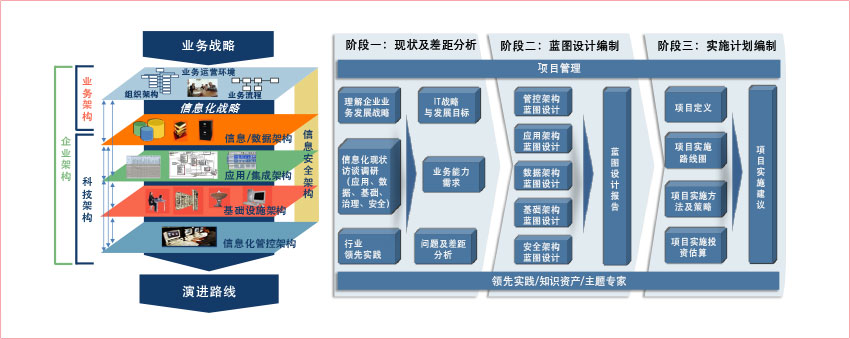 业务战略
业务运营环境
组织架构
业务流程
信息化战略
信息/数据架构
应用/集成架构
基础设施架构
信息化管控架构
演进路线
企业架构
业务架构
科技架构
信息安全架构
阶段一：现状及差距分析
阶段二：蓝图设计编制
阶段三：实施计划编制
项目管理
理解企业业
务发展战略
IT战略
与发展目标
信息化现状
访谈调研
（应用、数
据、基础、
治理、安全）
业务能力
需求
行业
领先实践
问题及差距
分析
管控架构
蓝图设计
应用架构
蓝图设计
数据架构
蓝图设计
基础架构
蓝图设计
安全架构
蓝图设计
蓝图设计报告
项目定义
项目实施
路线图
项目实施方
法及策略
项目实施投
资估算
项目实施建议
领先实践/知识资产/主题专家